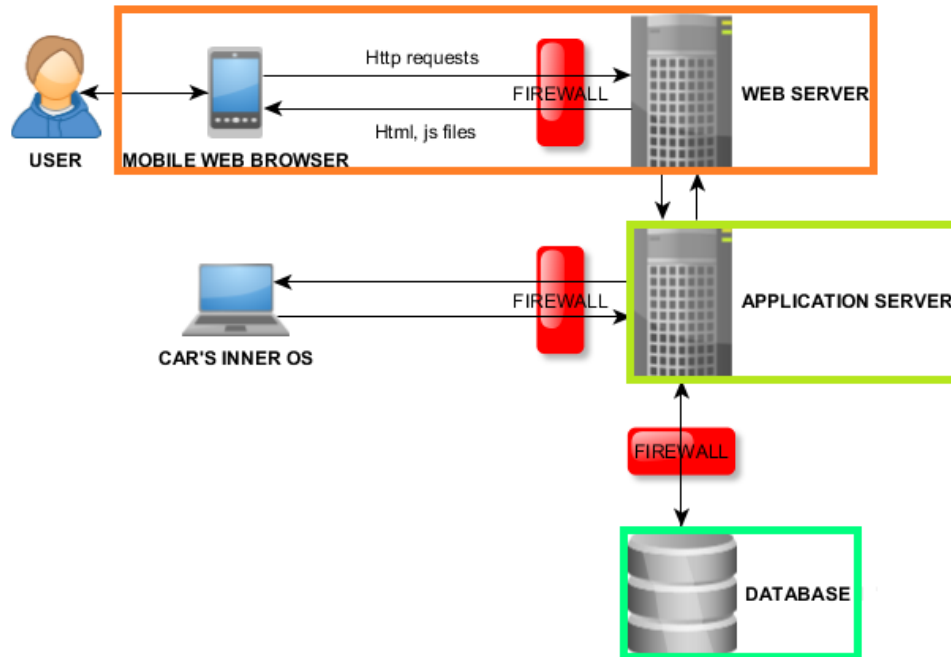 Http requests
FIREWALL
WEB SERVER
Html, js files
USER
MOBILE WEB BROWSER
FIREWALL
APPLICATION SERVER
CAR'S INNER OS
FIREWALL
DATABASE